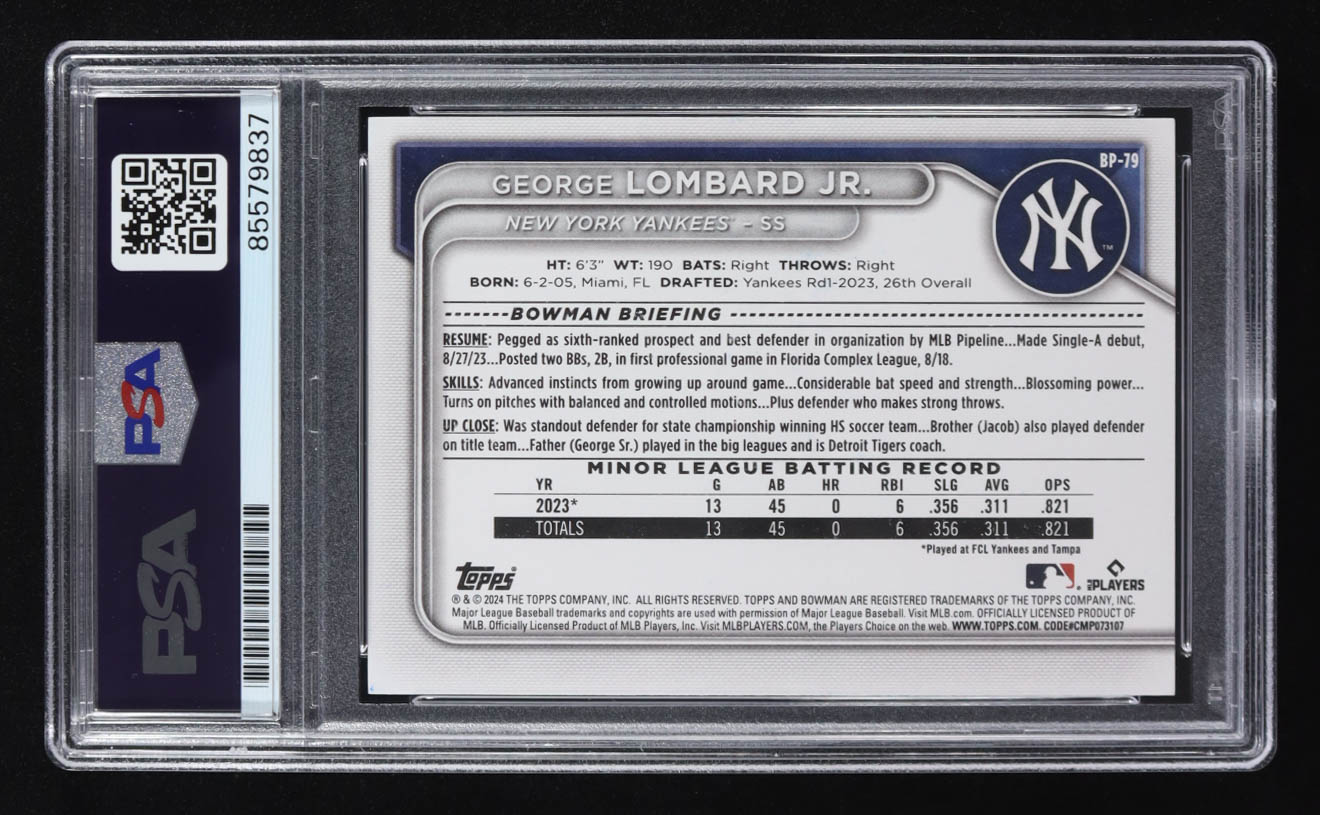 85579837
PSA
PSA
BP-79
GEORGE LOMBARD JR.
NEW YORK YANKEES® – SS
NY
TM
HT: 6'3" WT: 190 BATS: Right THROWS: Right
BORN: 6-2-05, Miami, FL DRAFTED: Yankees Rd1-2023, 26th Overall
BOWMAN BRIEFING
RESUME: Pegged as sixth-ranked prospect and best defender in organization by MLB Pipeline...Made Single-A debut,
8/27/23...Posted two BBs, 2B, in first professional game in Florida Complex League, 8/18.
SKILLS: Advanced instincts from growing up around game...Considerable bat speed and strength...Blossoming power...
Turns on pitches with balanced and controlled motions...Plus defender who makes strong throws.
UP CLOSE: Was standout defender for state championship winning HS soccer team...Brother (Jacob) also played defender
on title team...Father (George Sr.) played in the big leagues and is Detroit Tigers coach.
MINOR LEAGUE BATTING RECORD
YR G AB HR RBI SLG AVG OPS
2023* 13 45 0 6 .356 .311 .821
TOTALS 13 45 0 6 .356 .311 .821
*Played at FCL Yankees and Tampa
Topps®
PLAYERS
® & © 2024 THE TOPPS COMPANY, INC. ALL RIGHTS RESERVED. TOPPS AND BOWMAN ARE REGISTERED TRADEMARKS OF THE TOPPS COMPANY, INC.
Major League Baseball trademarks and copyrights are used with permission of Major League Baseball. Visit MLB.com. OFFICIALLY LICENSED PRODUCT OF
MLB. Officially Licensed Product of MLB Players, Inc. Visit MLBPLAYERS.COM, the Players Choice on the web. WWW.TOPPS.COM. CODE#CMP073107